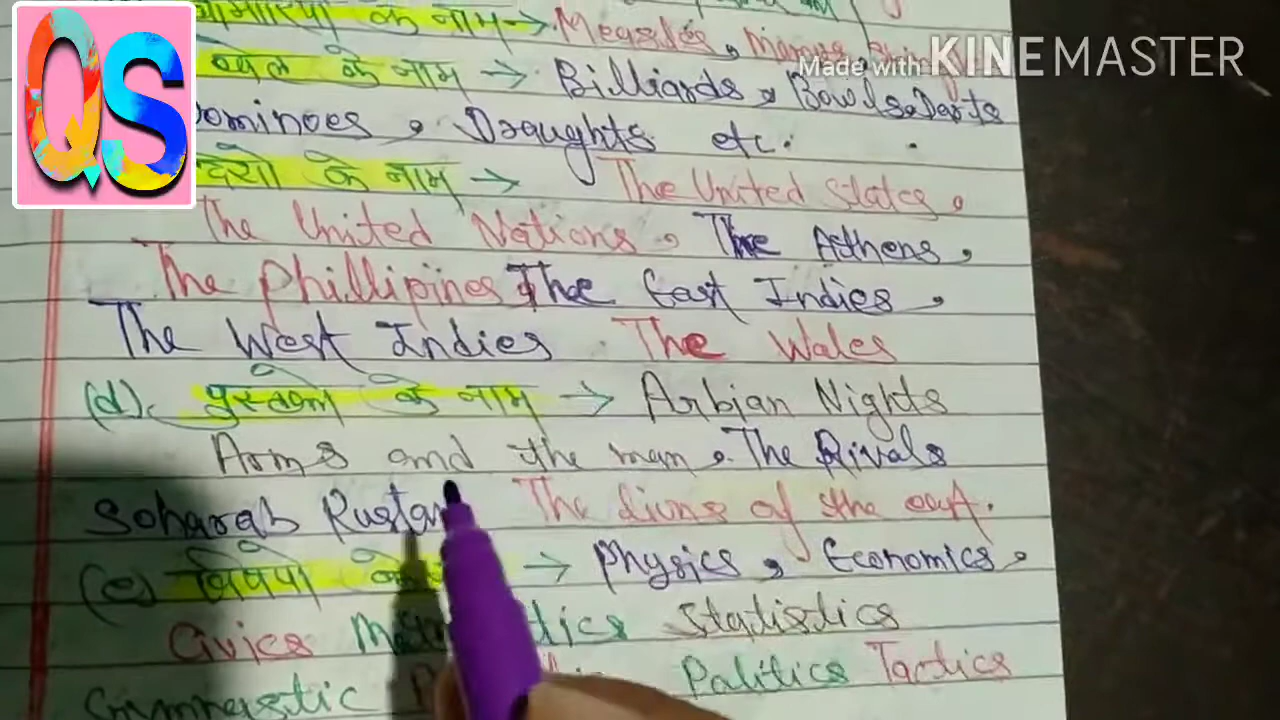 के नाम → Measles, Mumps,
Made with KINEMASTER
QS
खेल के नाम → Billiards, Bowls, Darts
Dominoes, Draughts etc.
देशो के नाम → The United States,
The United Nations, The Athens,
The Phillipines, The East Indies,
The West Indies. The Wales
(d) पुस्तको के नाम → Arbian Nights
Arms and the man, The Rivals
Soharab Rustam The Lions of the
(e) विषयो के → Physics, Economics,
Civics Statistics
Gymnastic Politics Tactics